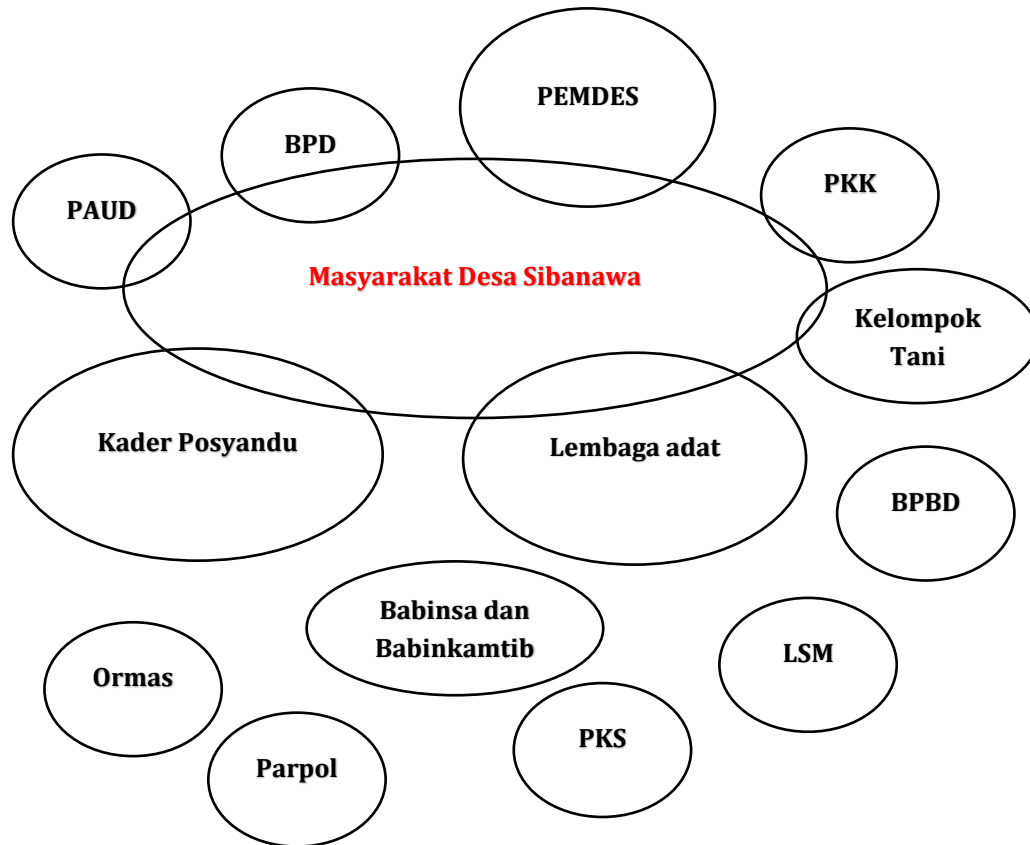 PEMDES
BPD
PKK
PAUD
Masyarakat Desa Sibanawa
Kelompok
Tani
Kader Posyandu
Lembaga adat
BPBD
Babinsa dan
Babinkamtib
LSM
Ormas
PKS
Parpol